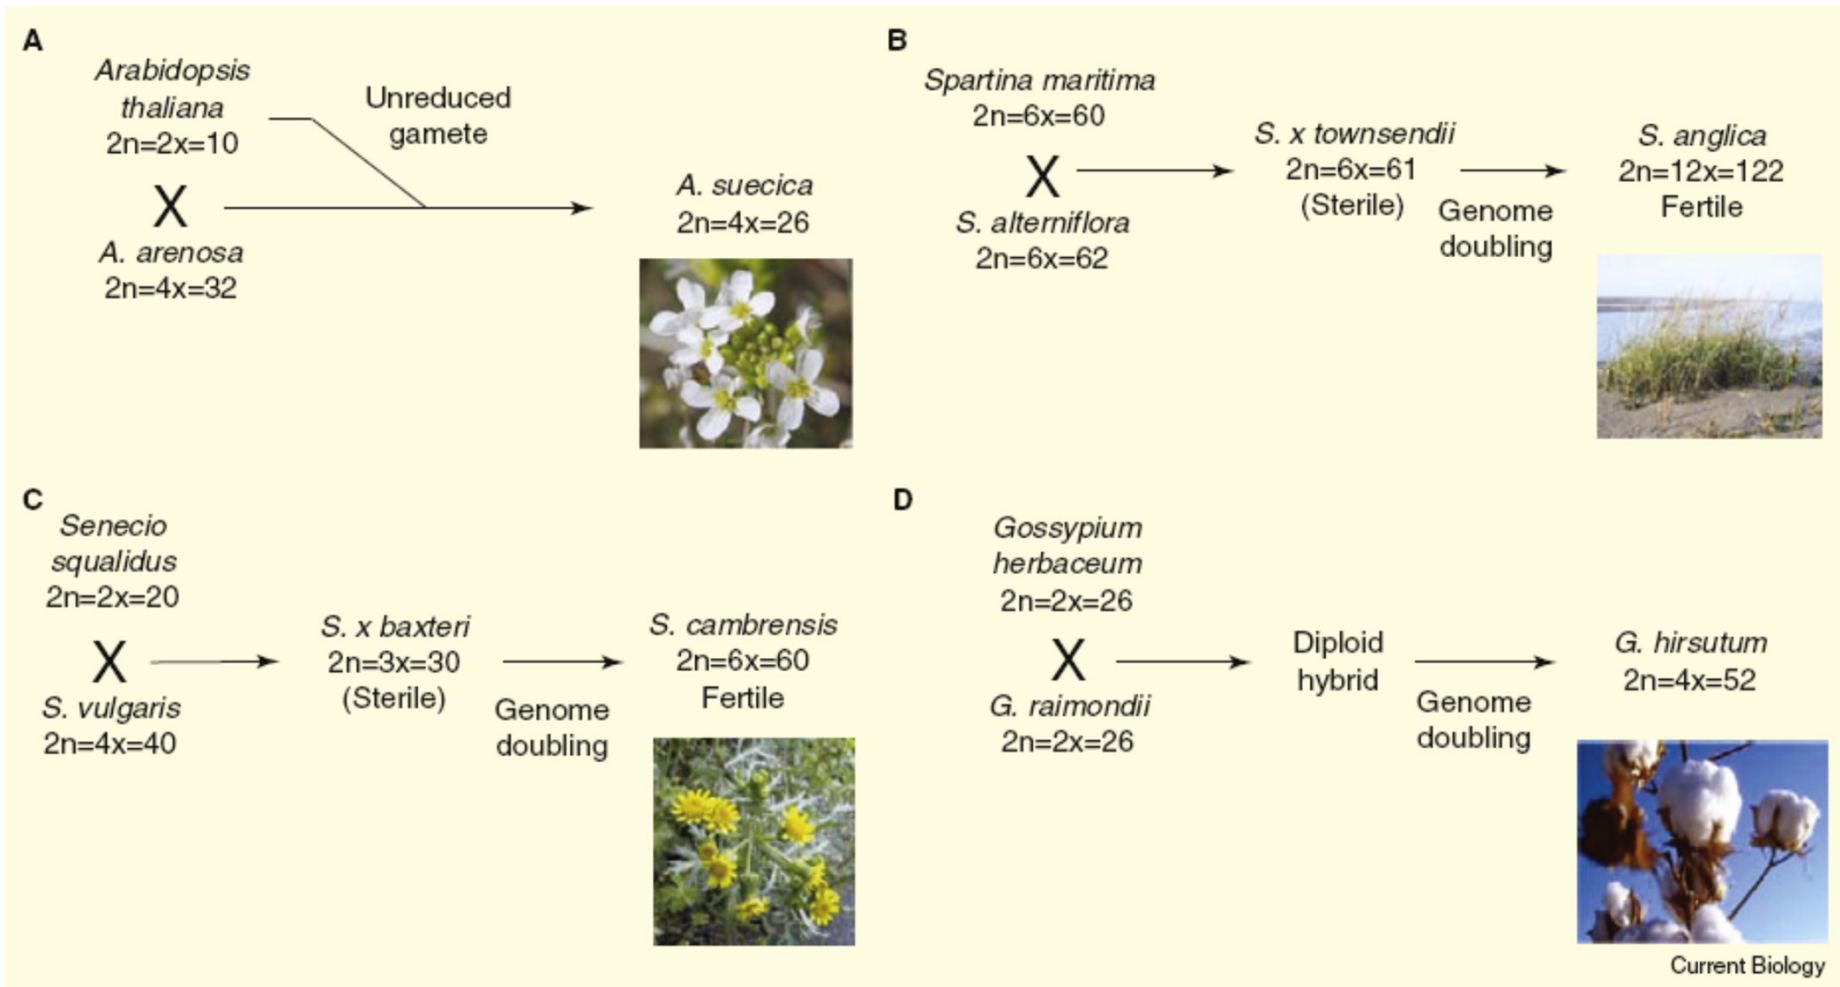 A
Arabidopsis
thaliana
2n=2x=10
Unreduced
gamete
X
A. arenosa
2n=4x=32
A. suecica
2n=4x=26
B
Spartina maritima
2n=6x=60
X
S. alterniflora
2n=6x=62
S. x townsendii
2n=6x=61
(Sterile)
Genome
doubling
S. anglica
2n=12x=122
Fertile
C
Senecio
squalidus
2n=2x=20
X
S. vulgaris
2n=4x=40
S. x baxteri
2n=3x=30
(Sterile)
Genome
doubling
S. cambrensis
2n=6x=60
Fertile
D
Gossypium
herbaceum
2n=2x=26
X
G. raimondii
2n=2x=26
Diploid
hybrid
Genome
doubling
G. hirsutum
2n=4x=52
Current Biology